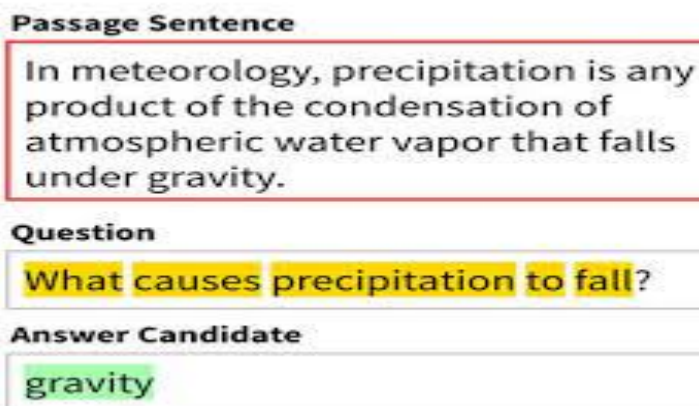 Passage Sentence
In meteorology, precipitation is any
product of the condensation of
atmospheric water vapor that falls
under gravity.
Question
What causes precipitation to fall?
Answer Candidate
gravity